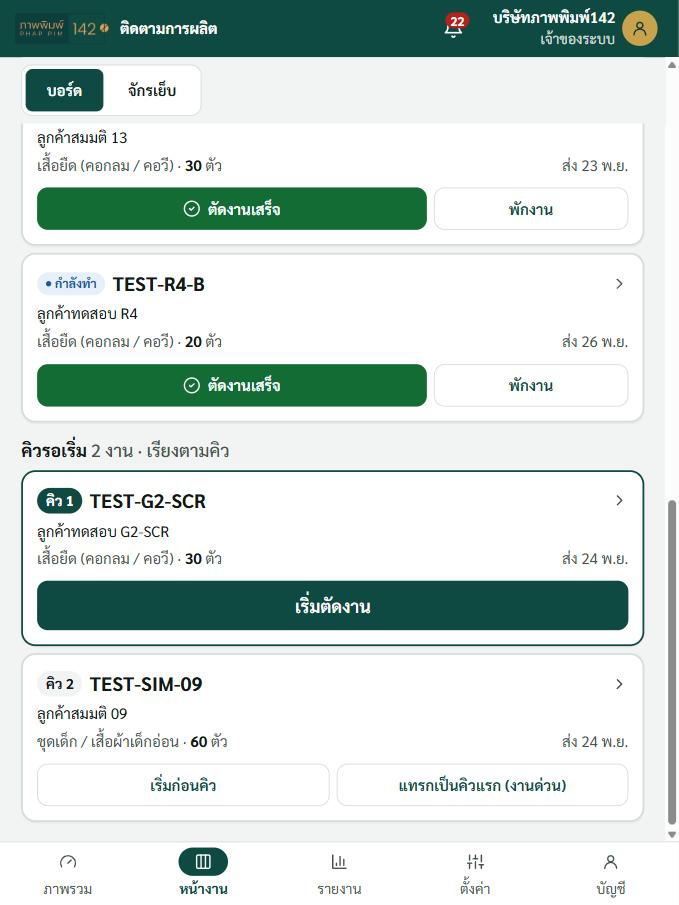 ภาพพิมพ์ 142
PHAP PIM
ติดตามการผลิต
22
บริษัทภาพพิมพ์142
เจ้าของระบบ
บอร์ด
จักรเย็บ
ลูกค้าสมมติ 13
เสื้อยืด (คอกลม / คอวี) · 30 ตัว
ส่ง 23 พ.ย.
ตัดงานเสร็จ
พักงาน
กำลังทำ TEST-R4-B
ลูกค้าทดสอบ R4
เสื้อยืด (คอกลม / คอวี) · 20 ตัว
ส่ง 26 พ.ย.
ตัดงานเสร็จ
พักงาน
คิวรอเริ่ม 2 งาน · เรียงตามคิว
คิว 1 TEST-G2-SCR
ลูกค้าทดสอบ G2-SCR
เสื้อยืด (คอกลม / คอวี) · 30 ตัว
ส่ง 24 พ.ย.
เริ่มตัดงาน
คิว 2 TEST-SIM-09
ลูกค้าสมมติ 09
ชุดเด็ก / เสื้อผ้าเด็กอ่อน · 60 ตัว
ส่ง 24 พ.ย.
เริ่มก่อนคิว
แทรกเป็นคิวแรก (งานด่วน)
ภาพรวม
หน้างาน
รายงาน
ตั้งค่า
บัญชี